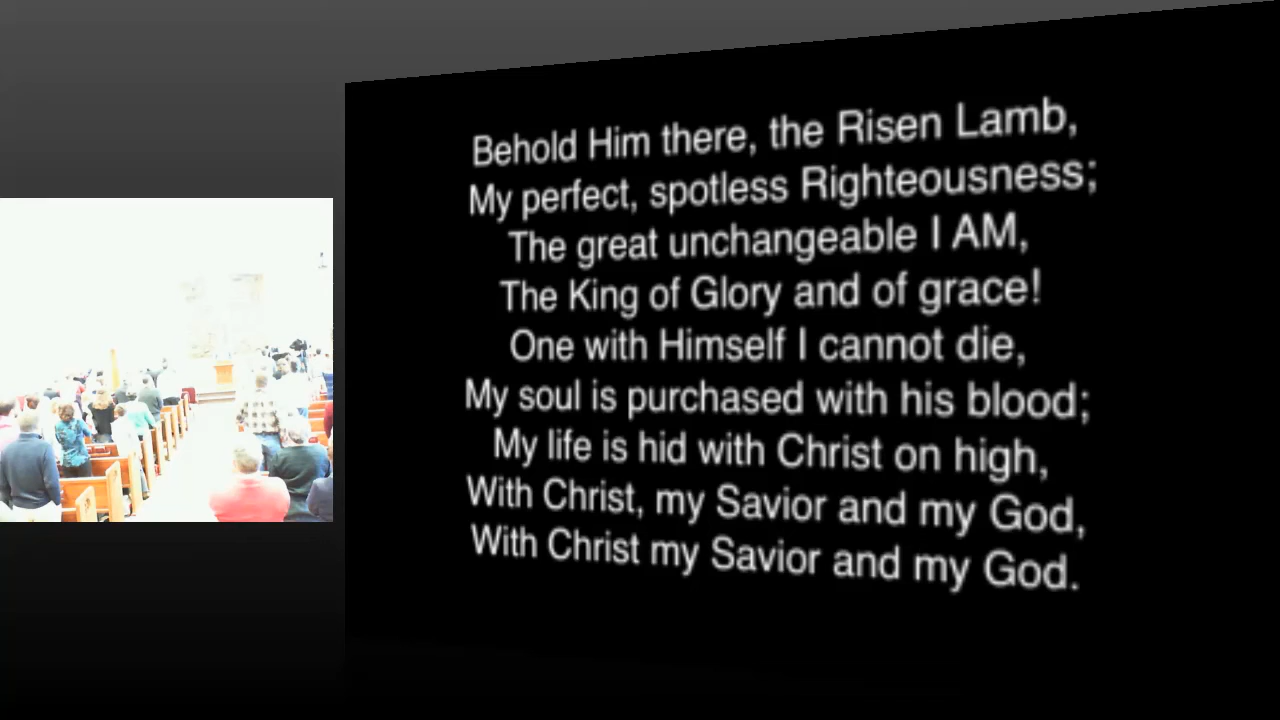 Behold Him there, the Risen Lamb,
My perfect, spotless Righteousness;
The great unchangeable I AM,
The King of Glory and of grace!
One with Himself I cannot die,
My soul is purchased with his blood;
My life is hid with Christ on high,
With Christ, my Savior and my God,
With Christ my Savior and my God.